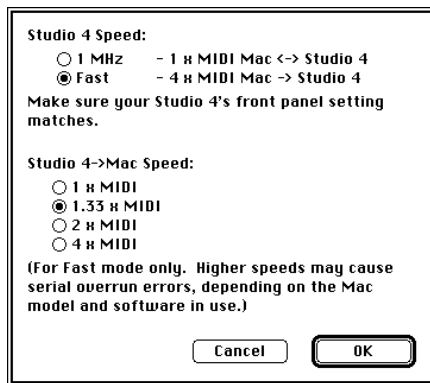 Studio 4 Speed:
1 MHz - 1 x MIDI Mac <-> Studio 4
Fast - 4 x MIDI Mac -> Studio 4
Make sure your Studio 4's front panel setting
matches.
Studio 4->Mac Speed:
1 x MIDI
1.33 x MIDI
2 x MIDI
4 x MIDI
(For Fast mode only. Higher speeds may cause
serial overrun errors, depending on the Mac
model and software in use.)
Cancel OK